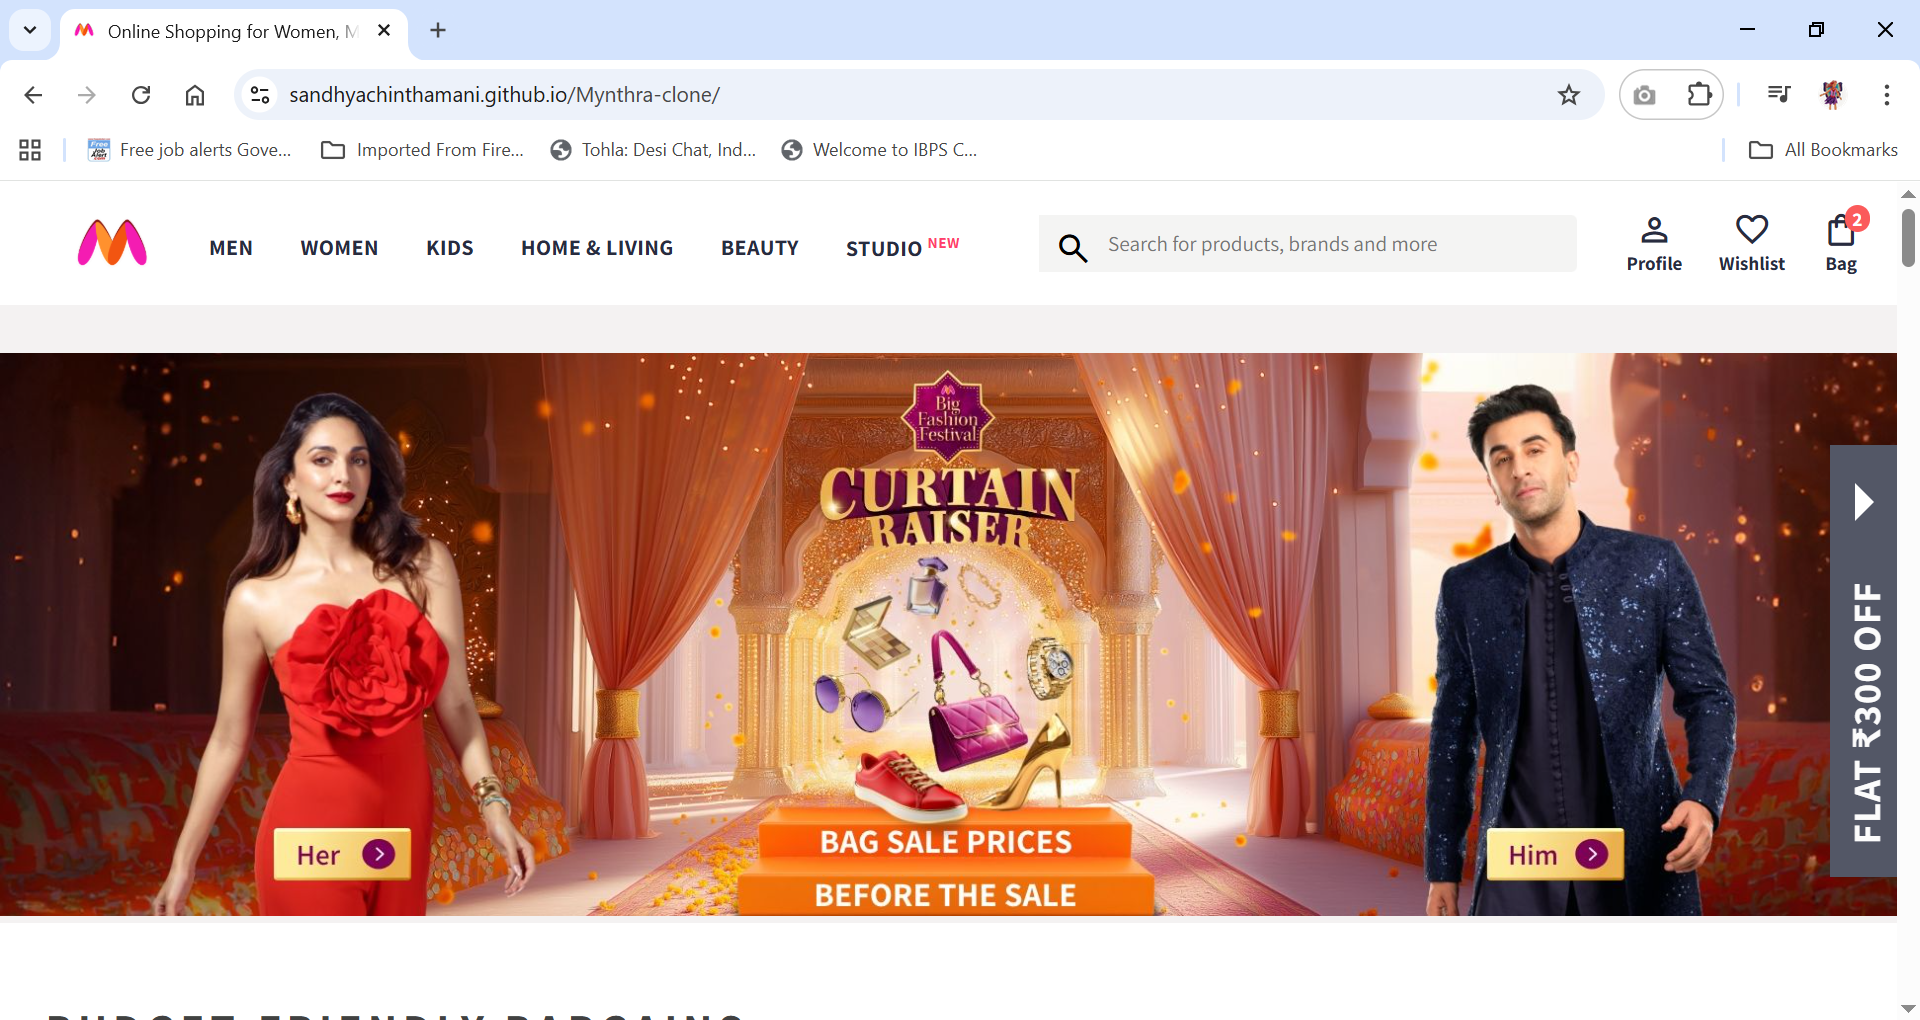 Online Shopping for Women, M
sandhyachinthamani.github.io/Mynthra-clone/
Free job alerts Gove...
Imported From Fire...
Tohla: Desi Chat, Ind...
Welcome to IBPS C...
All Bookmarks
MEN
WOMEN
KIDS
HOME & LIVING
BEAUTY
STUDIO NEW
Search for products, brands and more
Profile
Wishlist
Bag
2
Big
Fashion
Festival
CURTAIN
RAISER
FLAT ₹300 OFF
BAG SALE PRICES
Her
Him
BEFORE THE SALE
BUDGET FRIENDLY BARGAINS